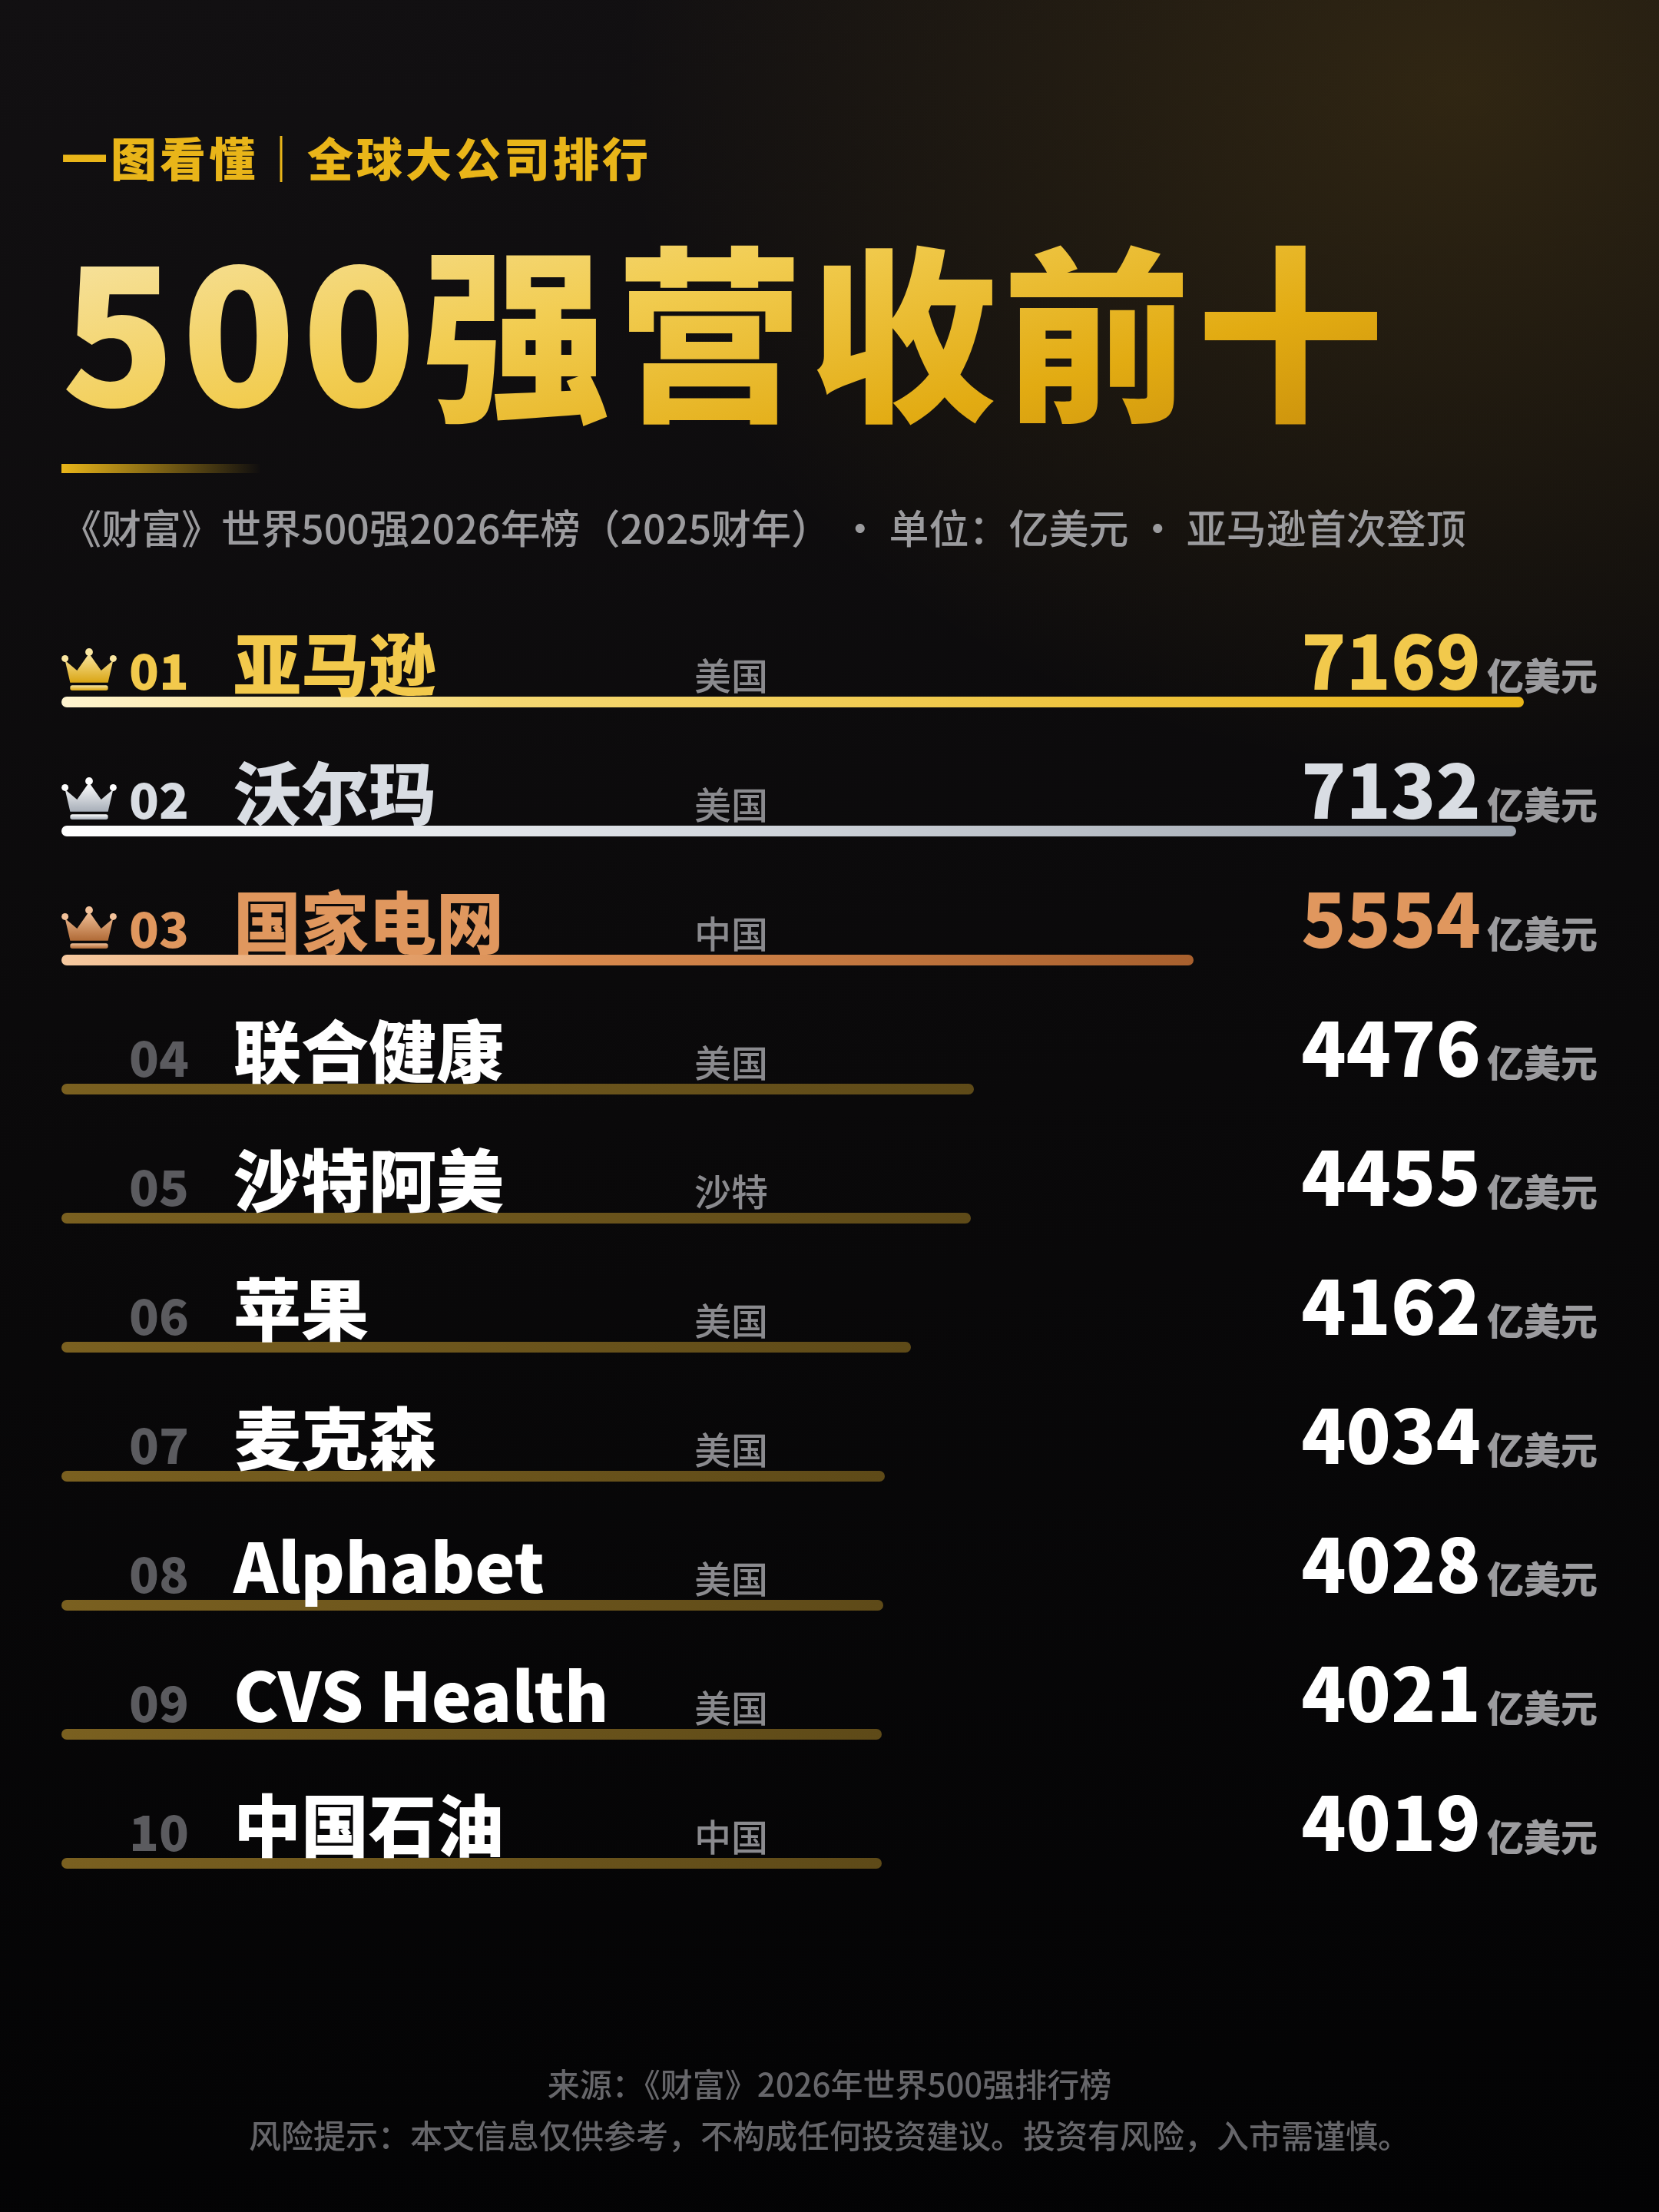 一图看懂｜全球大公司排行
500强营收前十
《财富》世界500强2026年榜（2025财年） · 单位：亿美元 · 亚马逊首次登顶
01 亚马逊 美国 7169 亿美元
02 沃尔玛 美国 7132 亿美元
03 国家电网 中国 5554 亿美元
04 联合健康 美国 4476 亿美元
05 沙特阿美 沙特 4455 亿美元
06 苹果 美国 4162 亿美元
07 麦克森 美国 4034 亿美元
08 Alphabet 美国 4028 亿美元
09 CVS Health 美国 4021 亿美元
10 中国石油 中国 4019 亿美元
来源：《财富》2026年世界500强排行榜
风险提示：本文信息仅供参考，不构成任何投资建议。投资有风险，入市需谨慎。